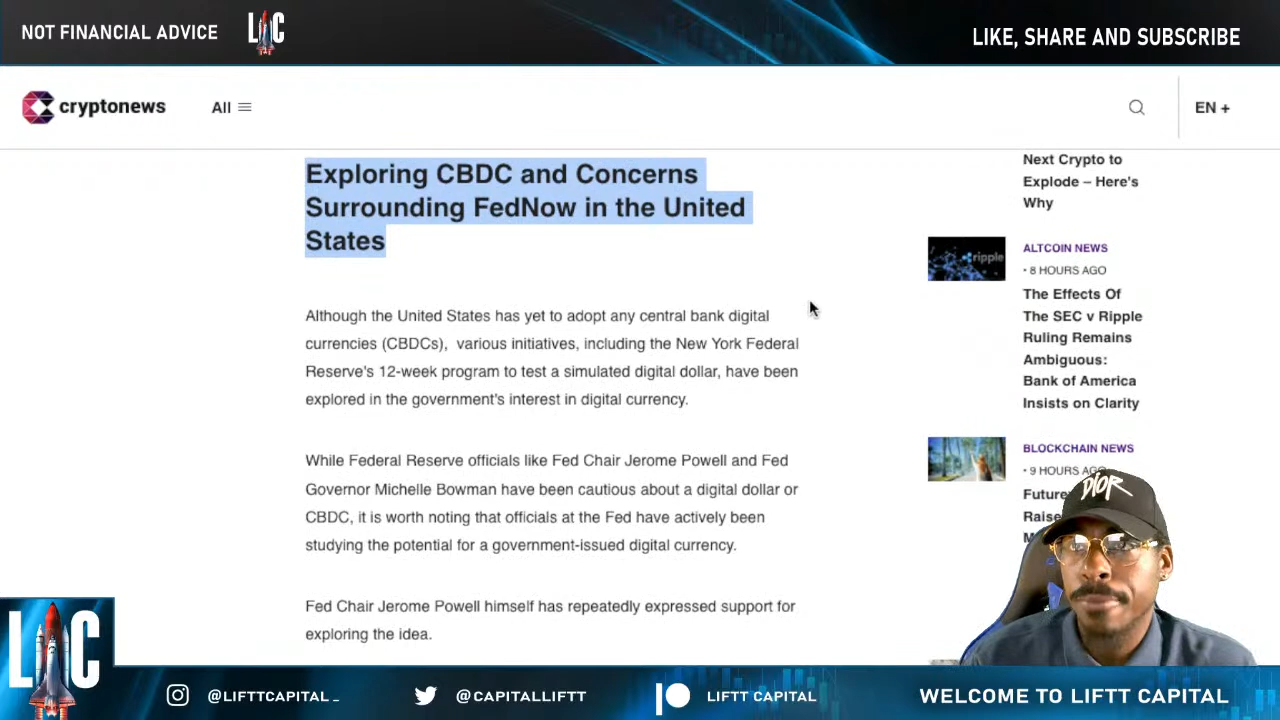 NOT FINANCIAL ADVICE
LC
LIKE, SHARE AND SUBSCRIBE
cryptonews
All
EN +
Exploring CBDC and Concerns
Surrounding FedNow in the United
States
Although the United States has yet to adopt any central bank digital
currencies (CBDCs),  various initiatives, including the New York Federal
Reserve's 12-week program to test a simulated digital dollar, have been
explored in the government's interest in digital currency.
While Federal Reserve officials like Fed Chair Jerome Powell and Fed
Governor Michelle Bowman have been cautious about a digital dollar or
CBDC, it is worth noting that officials at the Fed have actively been
studying the potential for a government-issued digital currency.
Fed Chair Jerome Powell himself has repeatedly expressed support for
exploring the idea.
Next Crypto to
Explode – Here's
Why
ripple
ALTCOIN NEWS
• 8 HOURS AGO
The Effects Of
The SEC v Ripple
Ruling Remains
Ambiguous:
Bank of America
Insists on Clarity
BLOCKCHAIN NEWS
• 9 HOURS AGO
Future
Raise
DIOR
LC
@LIFTTCAPITAL_
@CAPITALLIFTT
LIFTT CAPITAL
WELCOME TO LIFTT CAPITAL